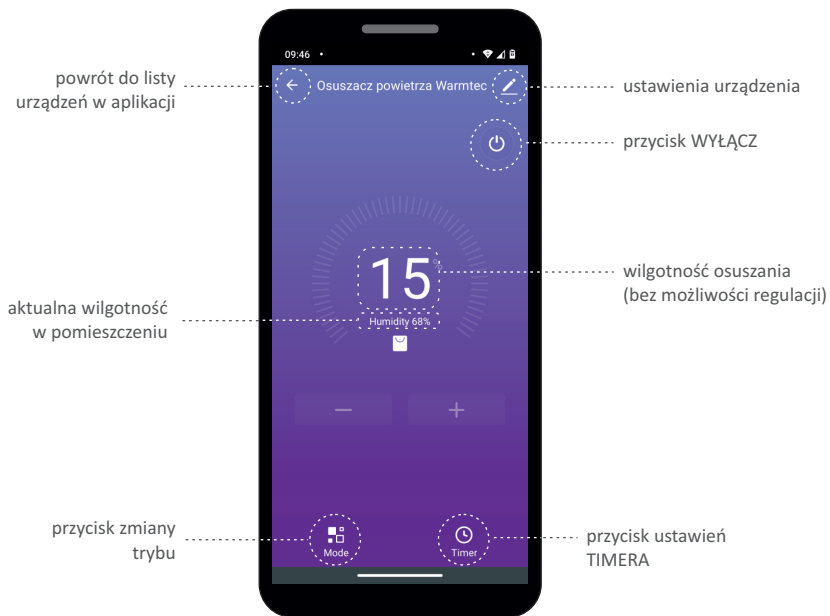 09:46
powrót do listy
urządzeń w aplikacji
Osuszacz powietrza Warmtec
ustawienia urządzenia
przycisk WYŁĄCZ
15%
wilgotność osuszania
(bez możliwości regulacji)
aktualna wilgotność
w pomieszczeniu
Humidity 68%
− +
przycisk zmiany
trybu
Mode
Timer
przycisk ustawień
TIMERA